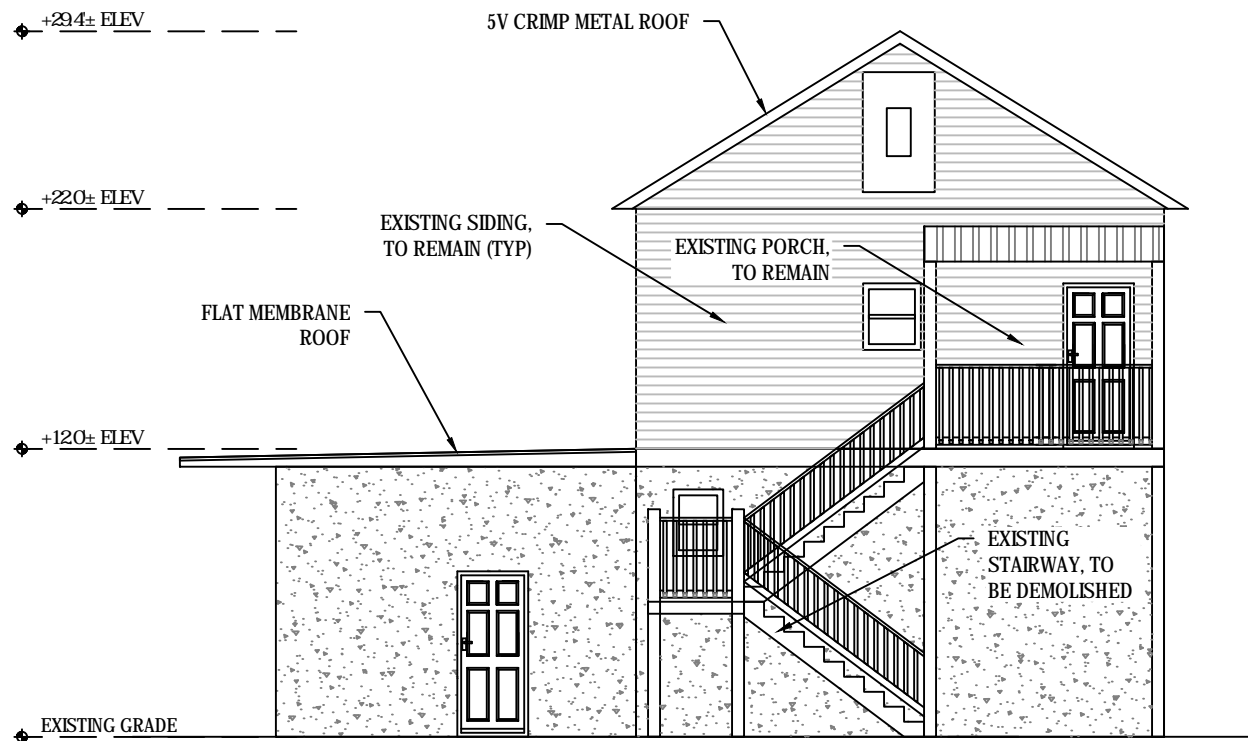 +29.4'± ELEV
5V CRIMP METAL ROOF
+22.0'± ELEV
EXISTING SIDING,
TO REMAIN (TYP)
EXISTING PORCH,
TO REMAIN
FLAT MEMBRANE
ROOF
+12.0'± ELEV
EXISTING
STAIRWAY, TO
BE DEMOLISHED
EXISTING GRADE